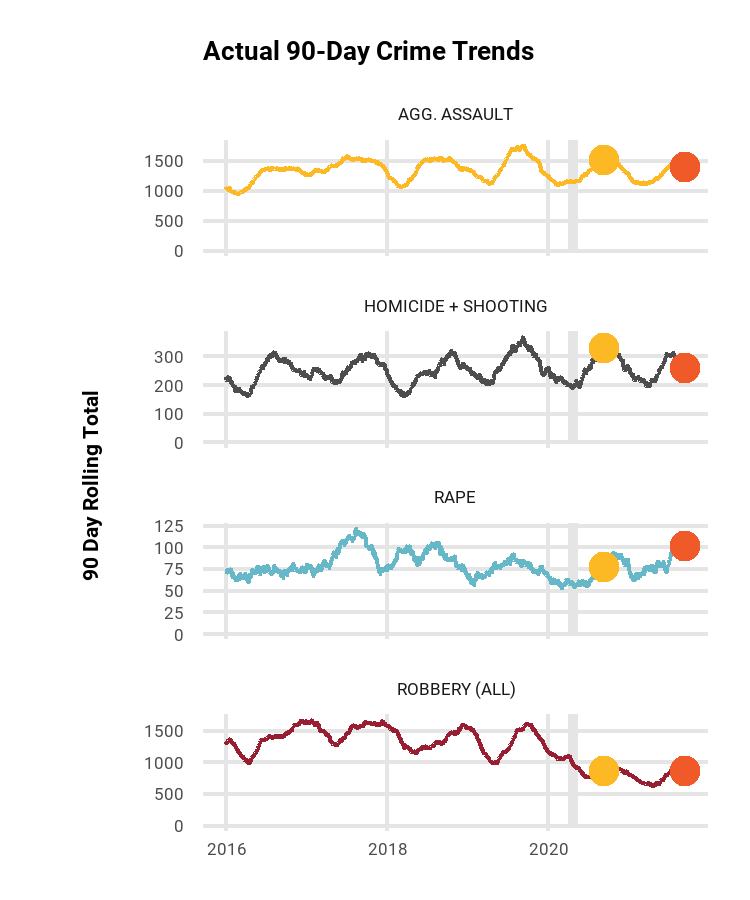 Actual 90-Day Crime Trends
90 Day Rolling Total
AGG. ASSAULT
1500
1000
500
0
HOMICIDE + SHOOTING
300
200
100
0
RAPE
125
100
75
50
25
0
ROBBERY (ALL)
1500
1000
500
0
2016 2018 2020